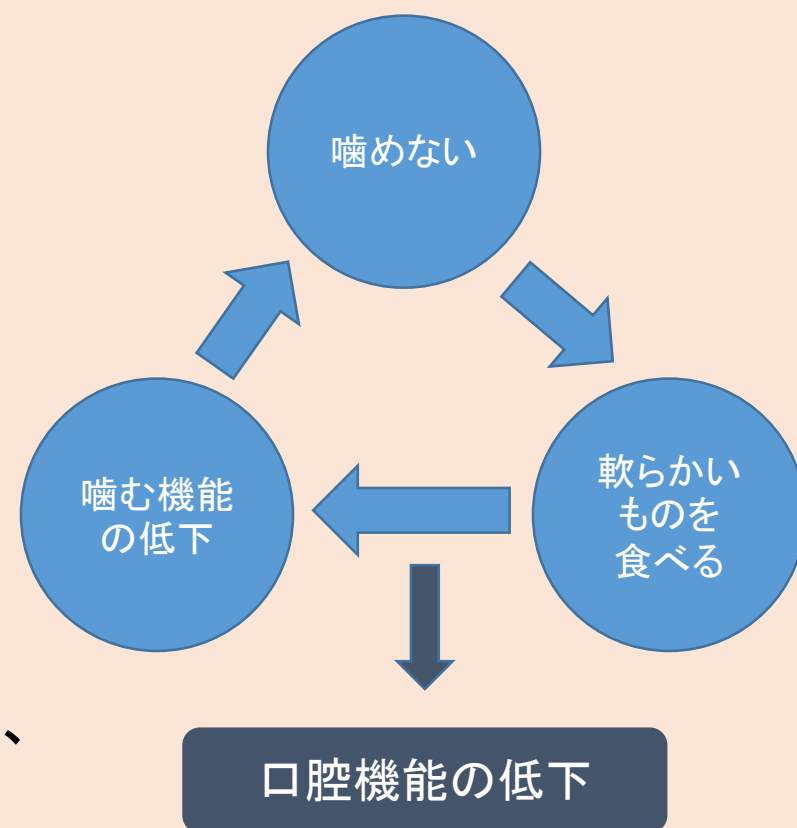 噛めない
軟らかい
ものを
食べる
噛む機能
の低下
、
口腔機能の低下